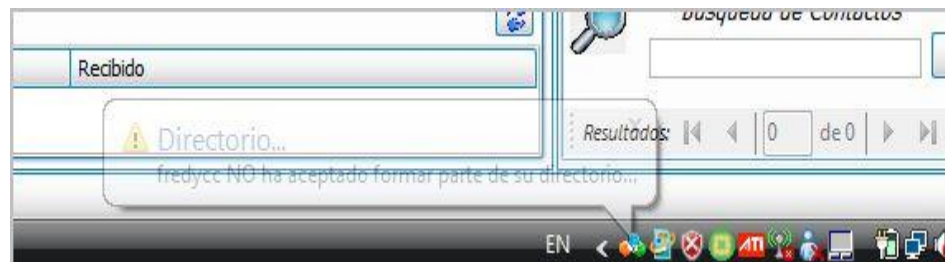 Búsqueda de Contactos
Recibido
Directorio...
fredycc NO ha aceptado formar parte de su directorio...
Resultados: 0 de 0
EN
ATI